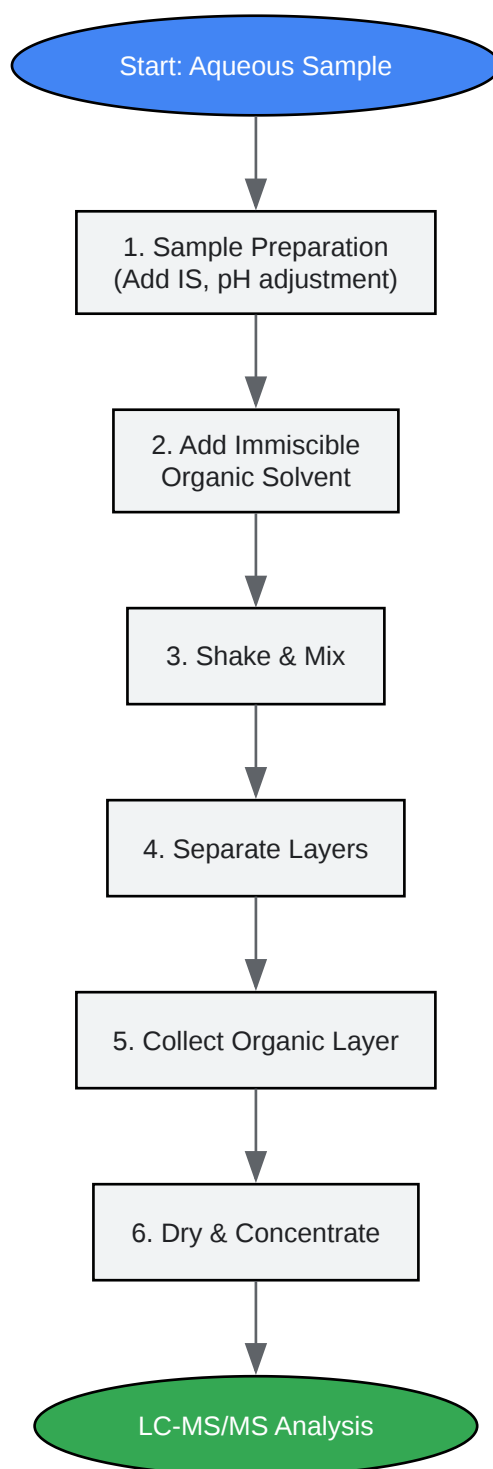 Start: Aqueous Sample
1. Sample Preparation
(Add IS, pH adjustment)
2. Add Immiscible
Organic Solvent
3. Shake & Mix
4. Separate Layers
5. Collect Organic Layer
6. Dry & Concentrate
LC-MS/MS Analysis